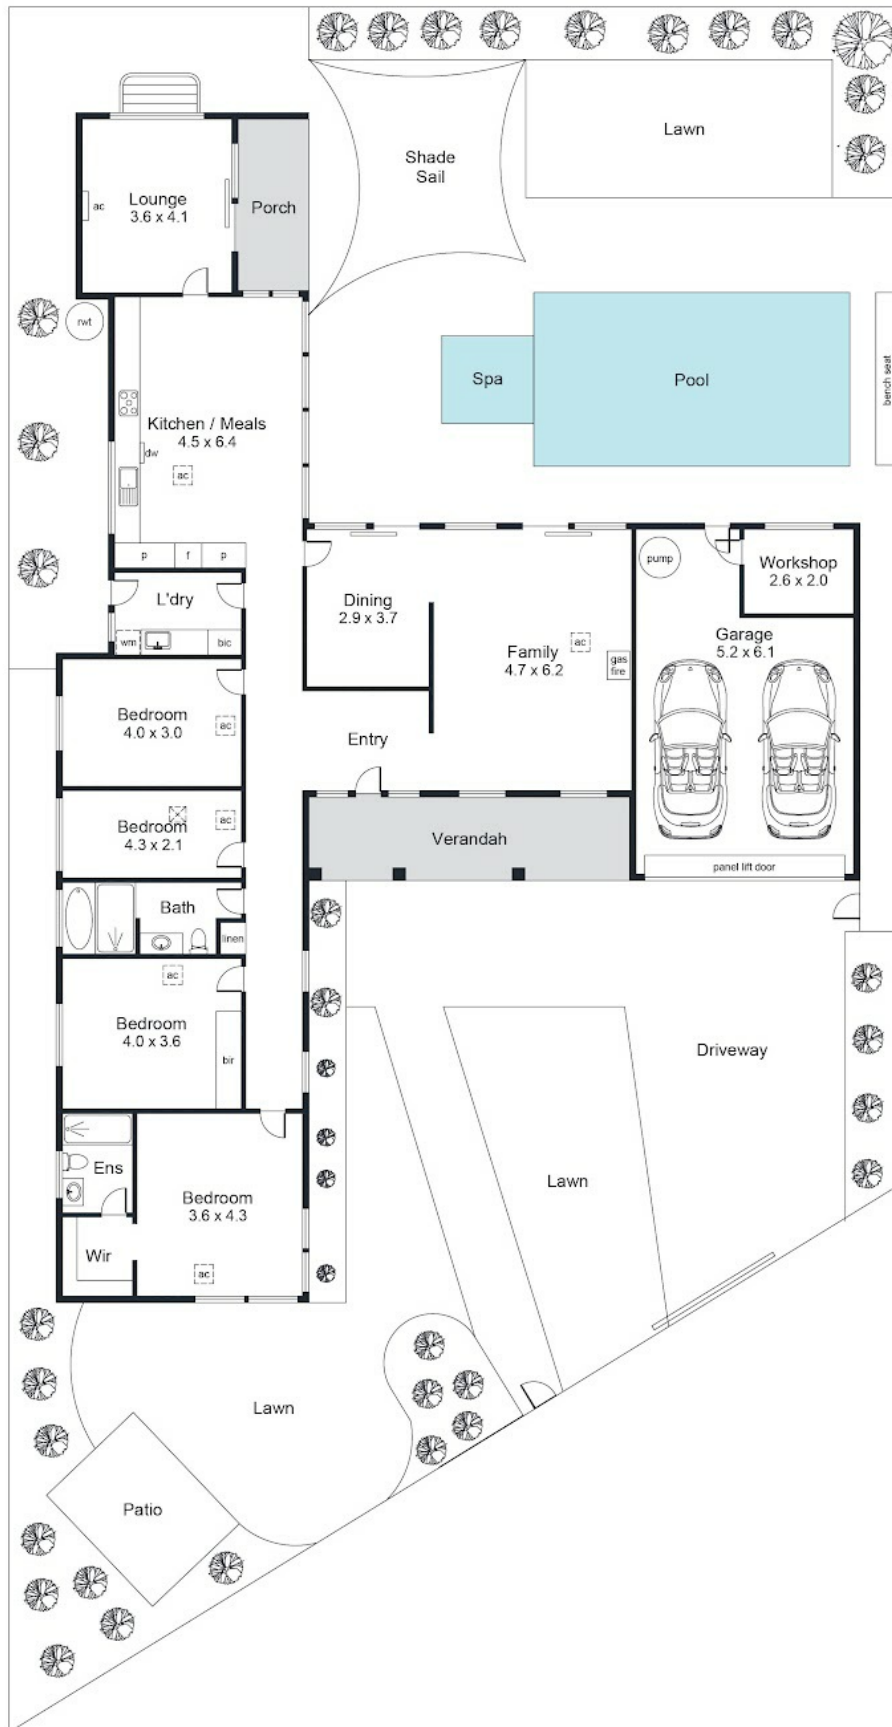 Lawn
Shade
Sail
Lounge
3.6 x 4.1
ac
Porch
rwt
Spa
Pool
bench seat
Kitchen / Meals
4.5 x 6.4
dw
ac
p
f
p
L'dry
wm
bic
Dining
2.9 x 3.7
Family
4.7 x 6.2
ac
gas
fire
pump
Workshop
2.6 x 2.0
Garage
5.2 x 6.1
Bedroom
4.0 x 3.0
ac
Entry
Bedroom
4.3 x 2.1
ac
Verandah
panel lift door
Bath
linen
ac
Bedroom
4.0 x 3.6
bir
Driveway
Ens
Bedroom
3.6 x 4.3
Wir
ac
Lawn
Lawn
Patio